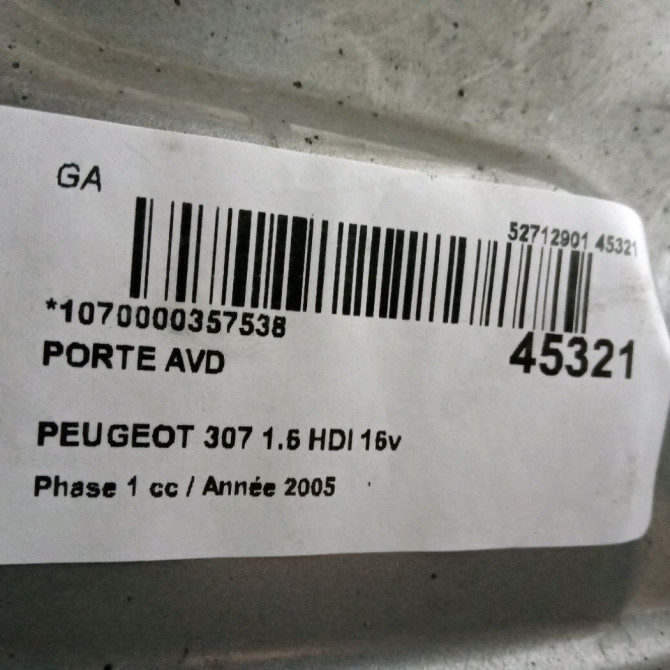 GA
52712901 45321
*1070000357538
45321
PORTE AVD
PEUGEOT 307 1.6 HDI 16v
Phase 1 cc / Année 2005